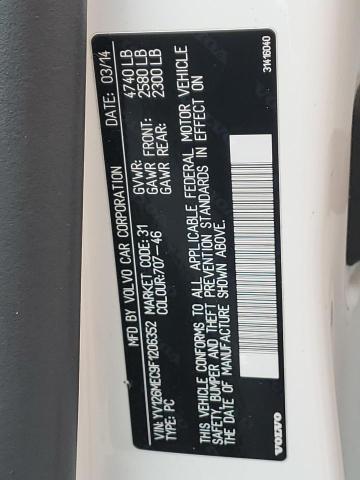 MFD BY VOLVO CAR CORPORATION DATE: 03/14
GVWR: 4740 LB
GAWR FRONT: 2580 LB
GAWR REAR: 2300 LB
VIN: YV126MEC9F1206352 MARKET CODE: 31
TYPE: PC COLOUR: 707-46
THIS VEHICLE CONFORMS TO ALL APPLICABLE FEDERAL MOTOR VEHICLE
SAFETY, BUMPER AND THEFT PREVENTION STANDARDS IN EFFECT ON
THE DATE OF MANUFACTURE SHOWN ABOVE.
VOLVO 31416040